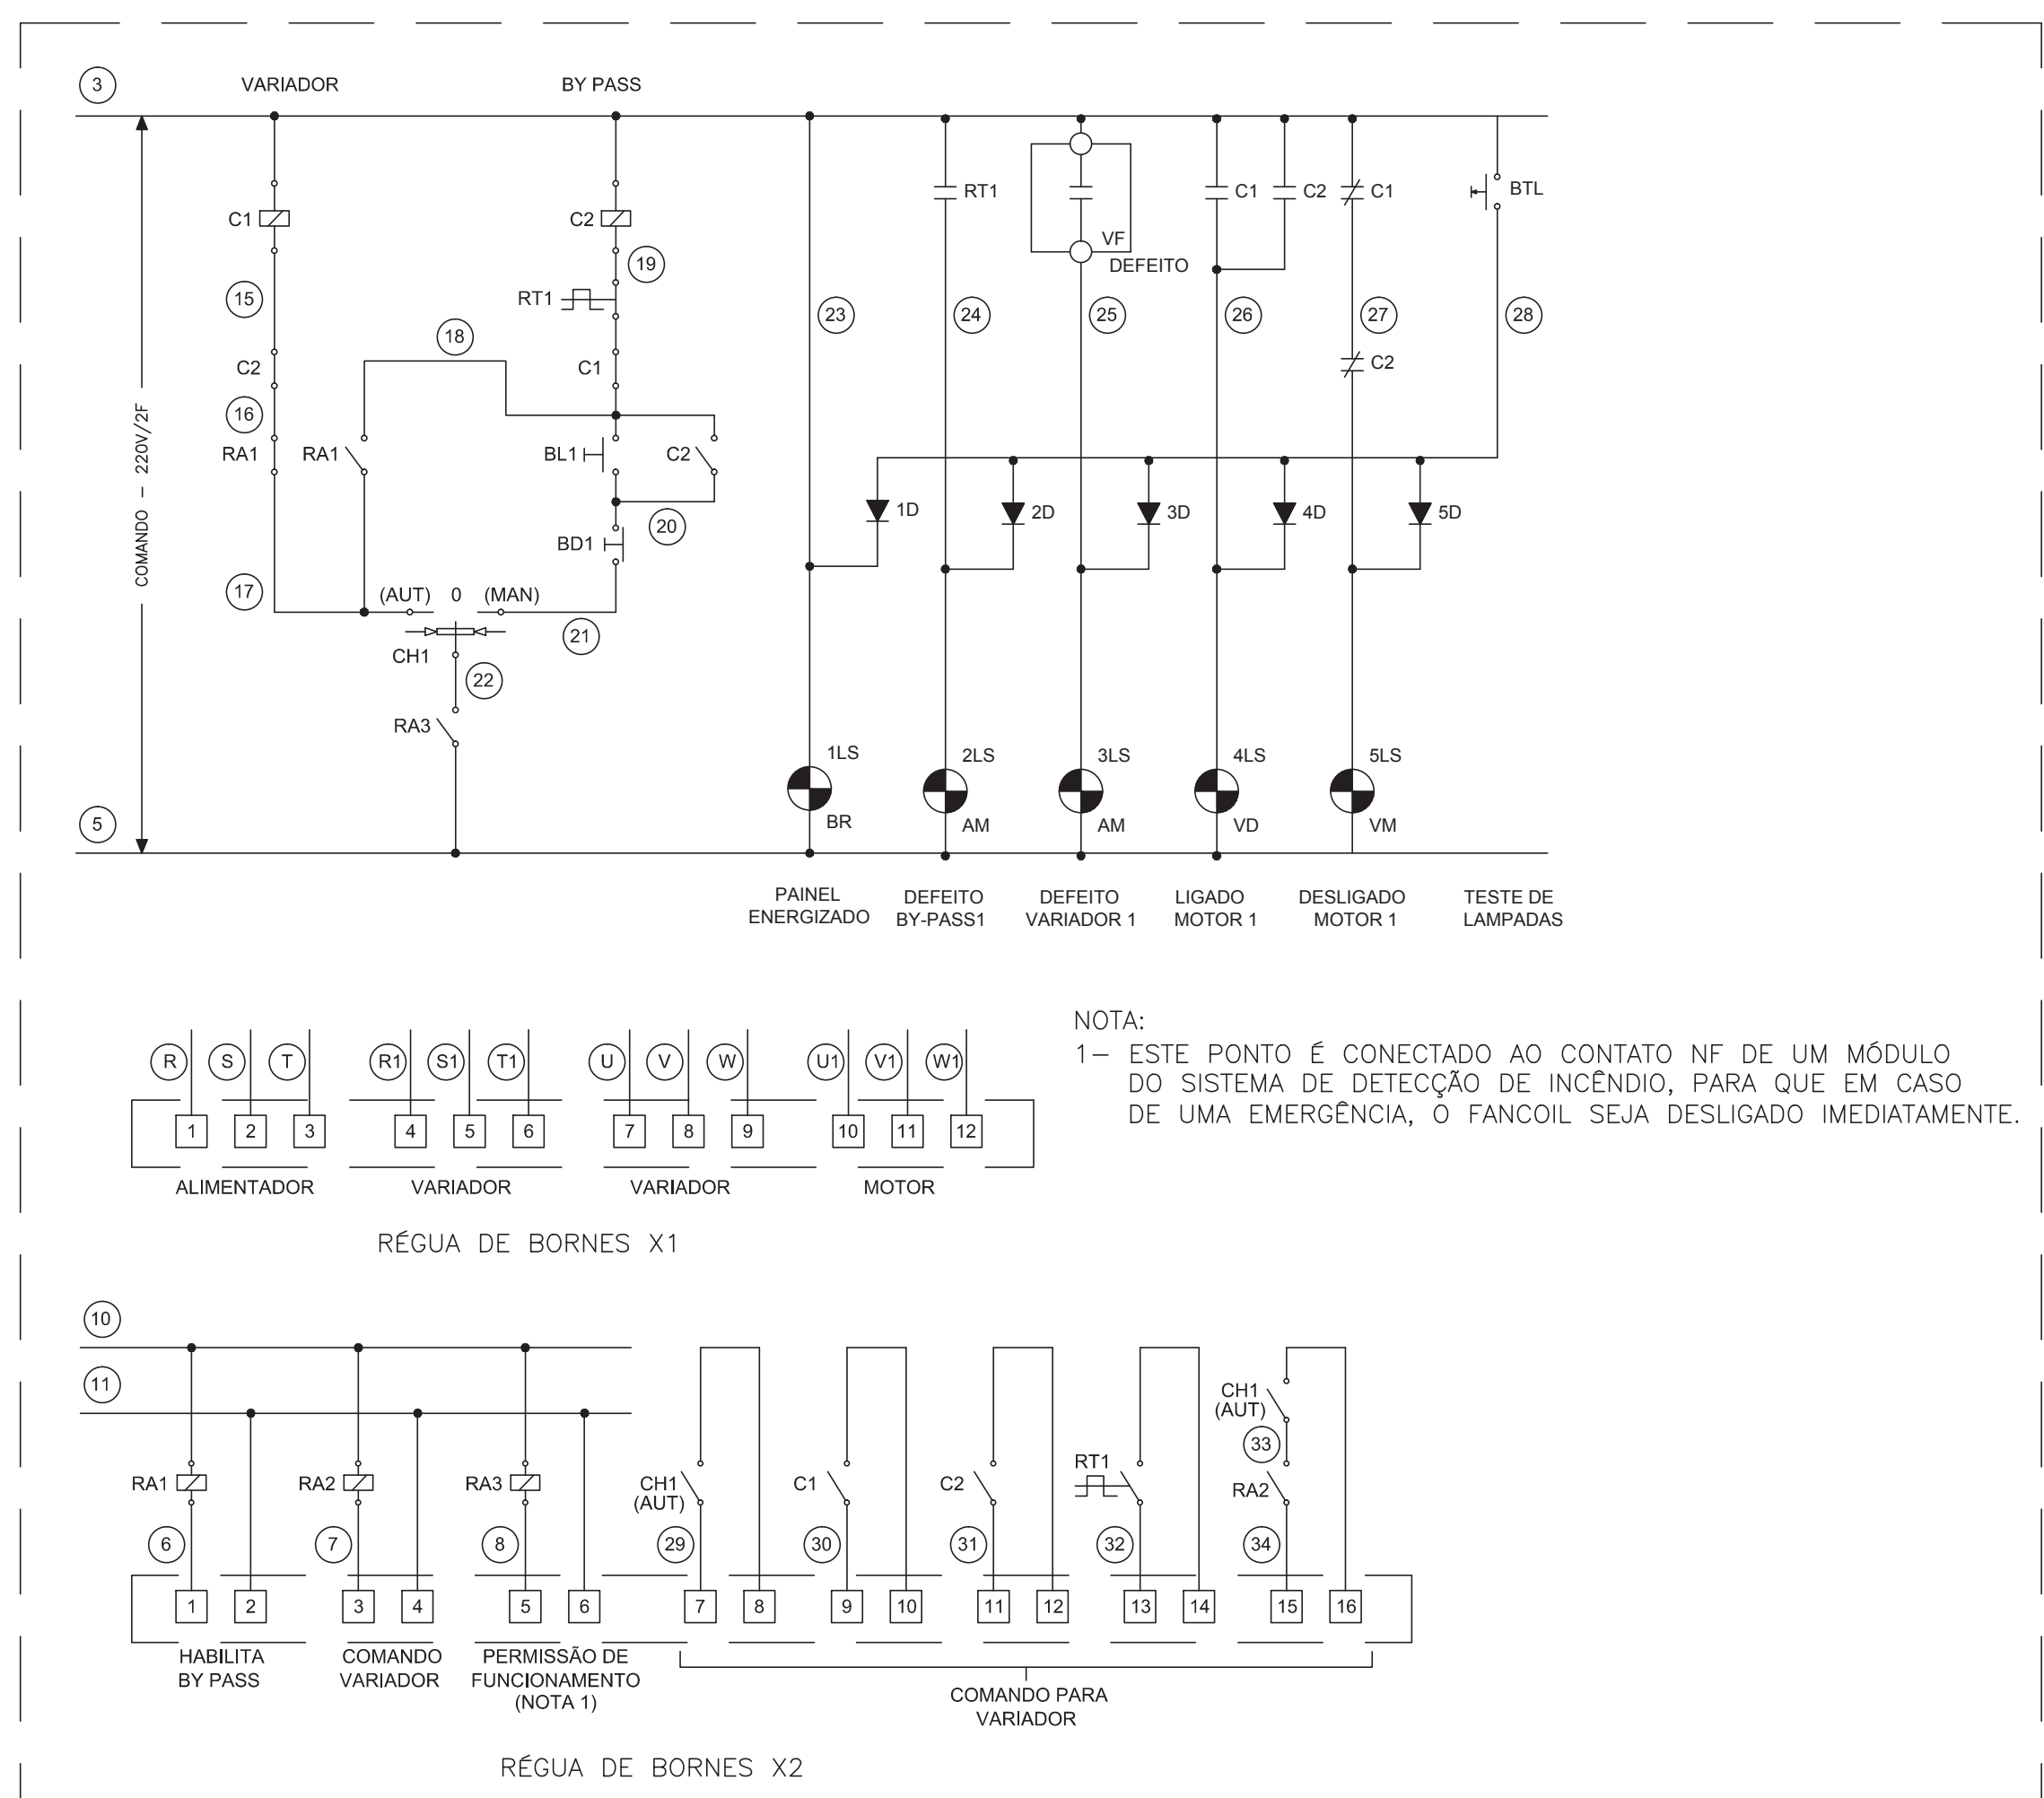 3
VARIADOR
BY PASS
C1
C2
RT1
VF
DEFEITO
C1
C2
C1
BTL
15
19
RT1
18
23
24
25
26
27
28
C2
C1
C2
16
RA1
RA1
BL1
C2
COMANDO - 220V/2F
1D
2D
3D
4D
5D
20
BD1
17
(AUT)
0
(MAN)
21
CH1
22
RA3
1LS
2LS
3LS
4LS
5LS
5
BR
AM
AM
VD
VM
PAINEL
ENERGIZADO
DEFEITO
BY-PASS1
DEFEITO
VARIADOR 1
LIGADO
MOTOR 1
DESLIGADO
MOTOR 1
TESTE DE
LAMPADAS
NOTA:
1- ESTE PONTO É CONECTADO AO CONTATO NF DE UM MÓDULO
DO SISTEMA DE DETECÇÃO DE INCÊNDIO, PARA QUE EM CASO
DE UMA EMERGÊNCIA, O FANCOIL SEJA DESLIGADO IMEDIATAMENTE.
R
S
T
R1
S1
T1
U
V
W
U1
V1
W1
1
2
3
4
5
6
7
8
9
10
11
12
ALIMENTADOR
VARIADOR
VARIADOR
MOTOR
RÉGUA DE BORNES X1
10
11
RA1
RA2
RA3
CH1
(AUT)
C1
C2
RT1
CH1
(AUT)
33
RA2
6
7
8
29
30
31
32
34
1
2
3
4
5
6
7
8
9
10
11
12
13
14
15
16
HABILITA
BY PASS
COMANDO
VARIADOR
PERMISSÃO DE
FUNCIONAMENTO
(NOTA 1)
COMANDO PARA
VARIADOR
RÉGUA DE BORNES X2